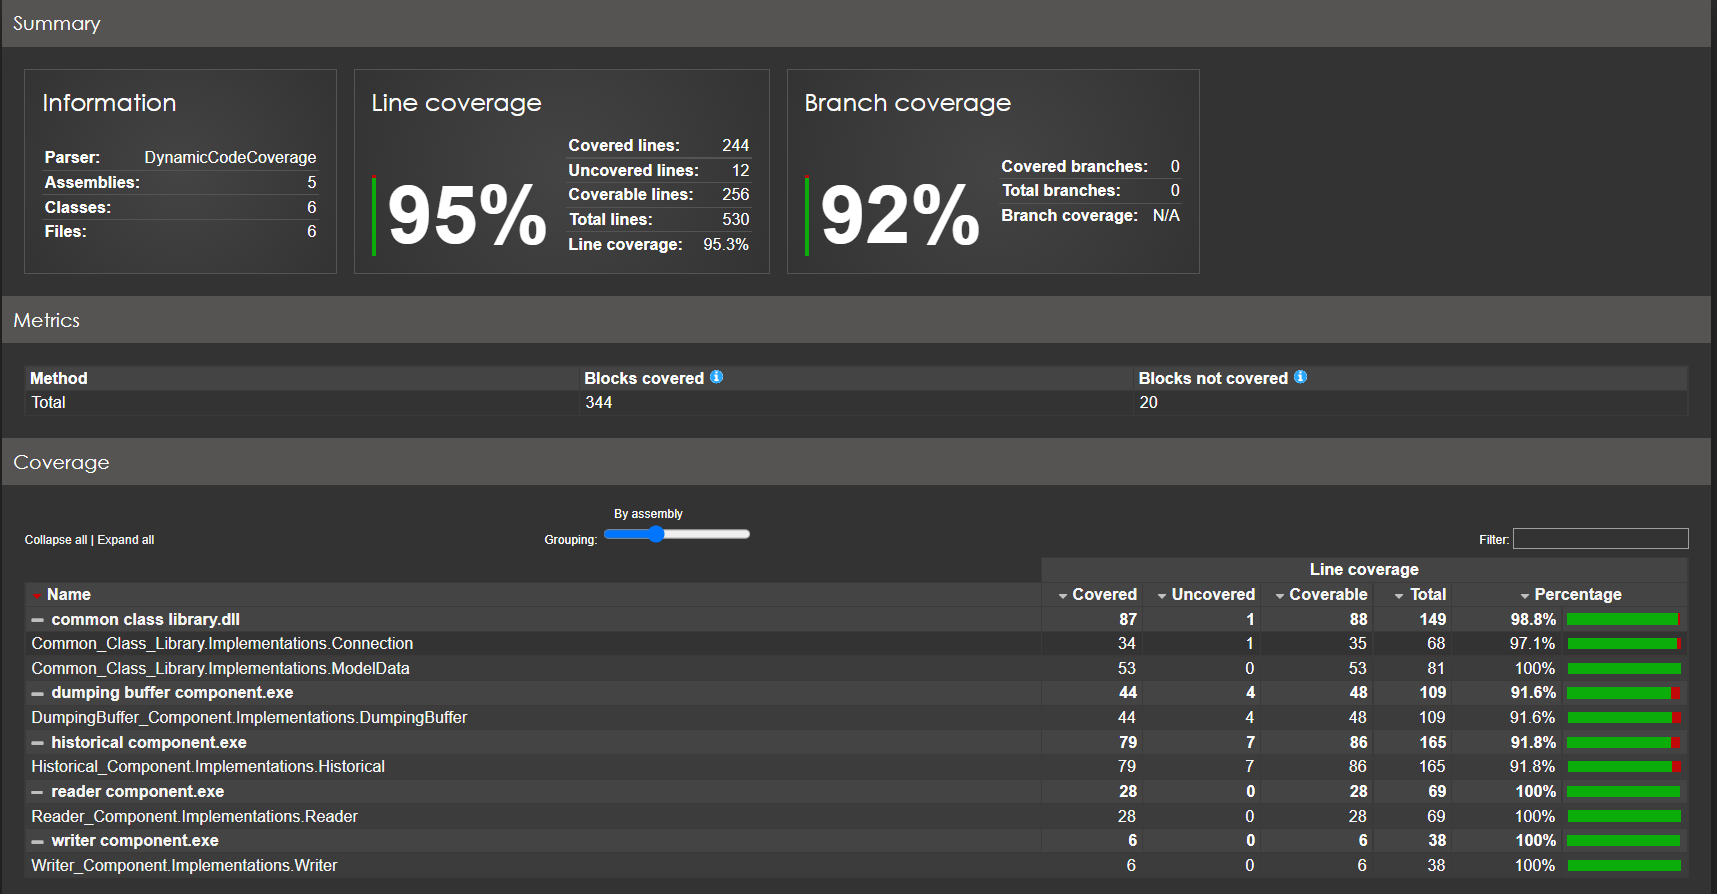 Summary
Information
Parser: DynamicCodeCoverage
Assemblies: 5
Classes: 6
Files: 6
Line coverage
95%
Covered lines: 244
Uncovered lines: 12
Coverable lines: 256
Total lines: 530
Line coverage: 95.3%
Branch coverage
92%
Covered branches: 0
Total branches: 0
Branch coverage: N/A
Metrics
Method Blocks covered Blocks not covered
Total 344 20
Coverage
By assembly
Collapse all | Expand all Grouping: Filter:
Line coverage
Name Covered Uncovered Coverable Total Percentage
common class library.dll 87 1 88 149 98.8%
Common_Class_Library.Implementations.Connection 34 1 35 68 97.1%
Common_Class_Library.Implementations.ModelData 53 0 53 81 100%
dumping buffer component.exe 44 4 48 109 91.6%
DumpingBuffer_Component.Implementations.DumpingBuffer 44 4 48 109 91.6%
historical component.exe 79 7 86 165 91.8%
Historical_Component.Implementations.Historical 79 7 86 165 91.8%
reader component.exe 28 0 28 69 100%
Reader_Component.Implementations.Reader 28 0 28 69 100%
writer component.exe 6 0 6 38 100%
Writer_Component.Implementations.Writer 6 0 6 38 100%